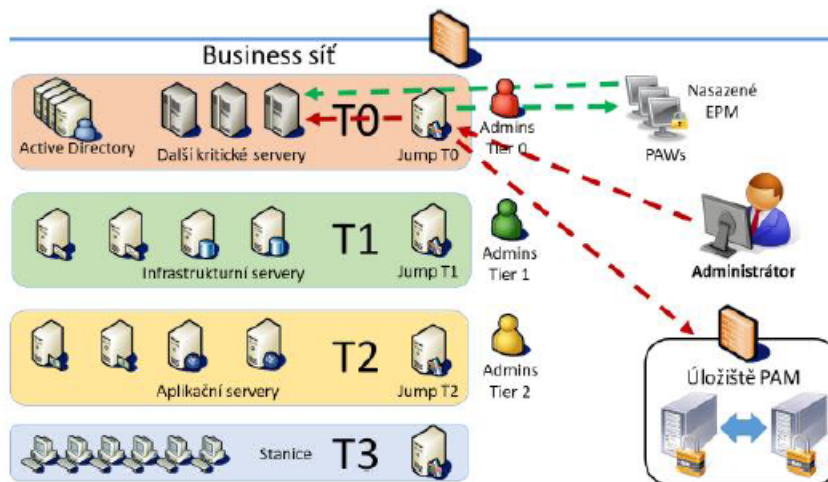 Business síť
T0
Active Directory
Další kritické servery
Jump T0
Admins
Tier 0
Nasazené
EPM
PAWs
T1
Infrastrukturní servery
Jump T1
Admins
Tier 1
Administrátor
T2
Aplikační servery
Jump T2
Admins
Tier 2
Úložiště PAM
Stanice
T3